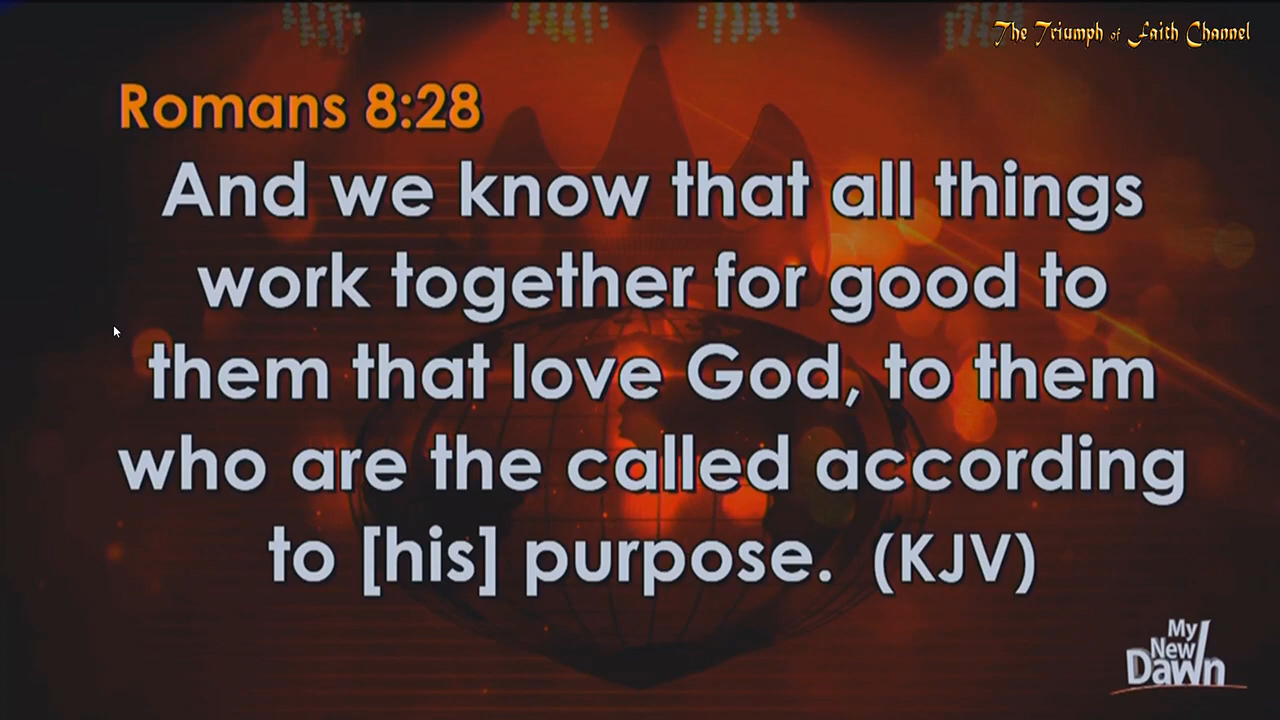 The Triumph of Faith Channel
Romans 8:28
And we know that all things
work together for good to
them that love God, to them
who are the called according
to [his] purpose. (KJV)
My
New
Dawn